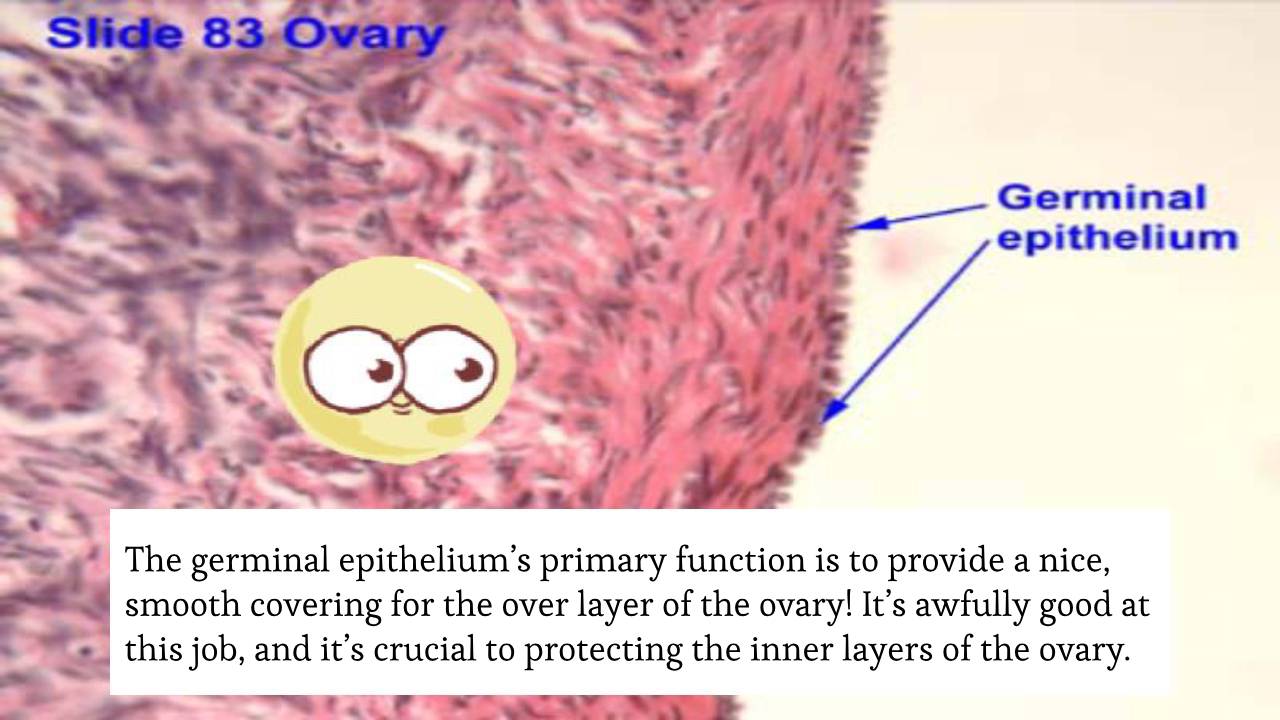 Slide 83 Ovary
Germinal
epithelium
The germinal epithelium’s primary function is to provide a nice,
smooth covering for the over layer of the ovary! It’s awfully good at
this job, and it’s crucial to protecting the inner layers of the ovary.